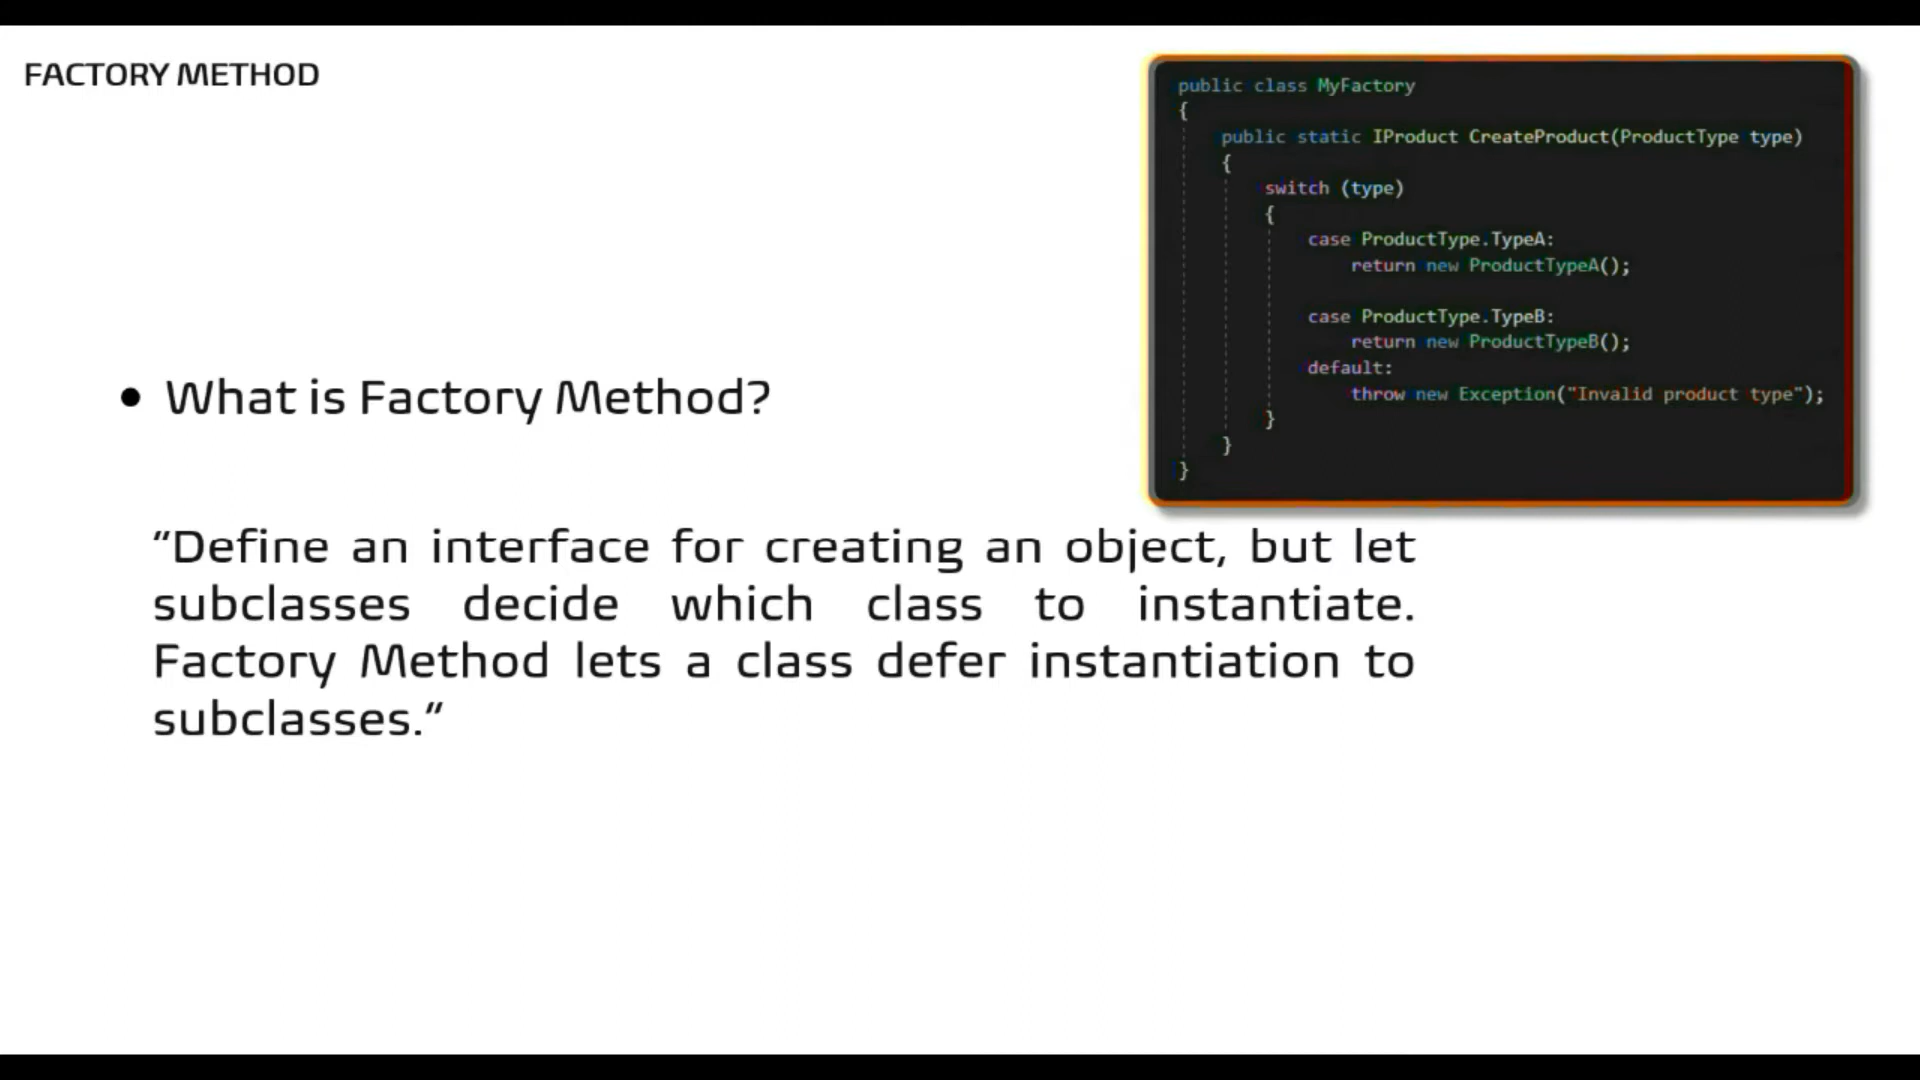 FACTORY METHOD
public class MyFactory
{
public static IProduct CreateProduct(ProductType type)
{
switch (type)
{
case ProductType.TypeA:
return new ProductTypeA();
case ProductType.TypeB:
return new ProductTypeB();
default:
throw new Exception("Invalid product type");
}
}
}
• What is Factory Method?
“Define an interface for creating an object, but let
subclasses decide which class to instantiate.
Factory Method lets a class defer instantiation to
subclasses.“